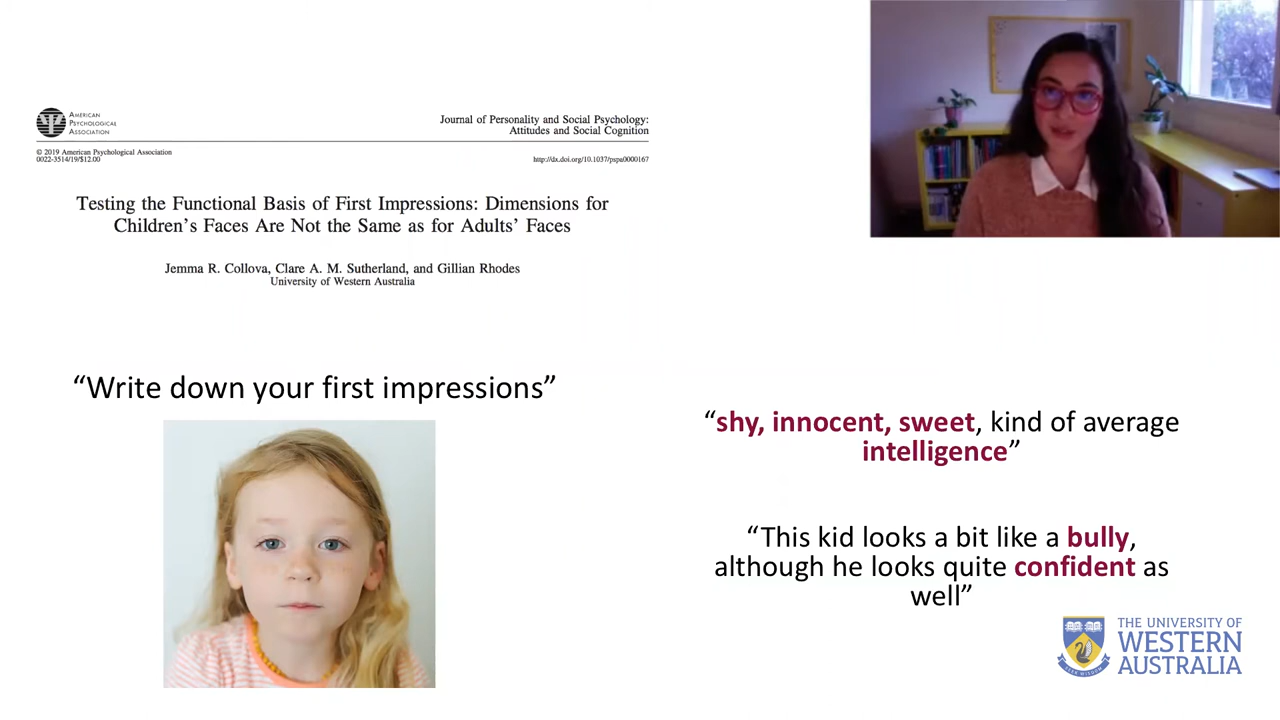 AMERICAN
PSYCHOLOGICAL
ASSOCIATION
Journal of Personality and Social Psychology:
Attitudes and Social Cognition
© 2019 American Psychological Association
0022-3514/19/$12.00
http://dx.doi.org/10.1037/pspa0000167
Testing the Functional Basis of First Impressions: Dimensions for
Children’s Faces Are Not the Same as for Adults’ Faces
Jemma R. Collova, Clare A. M. Sutherland, and Gillian Rhodes
University of Western Australia
“Write down your first impressions”
“shy, innocent, sweet, kind of average
intelligence”
“This kid looks a bit like a bully,
although he looks quite confident as
well”
THE UNIVERSITY OF
WESTERN
AUSTRALIA